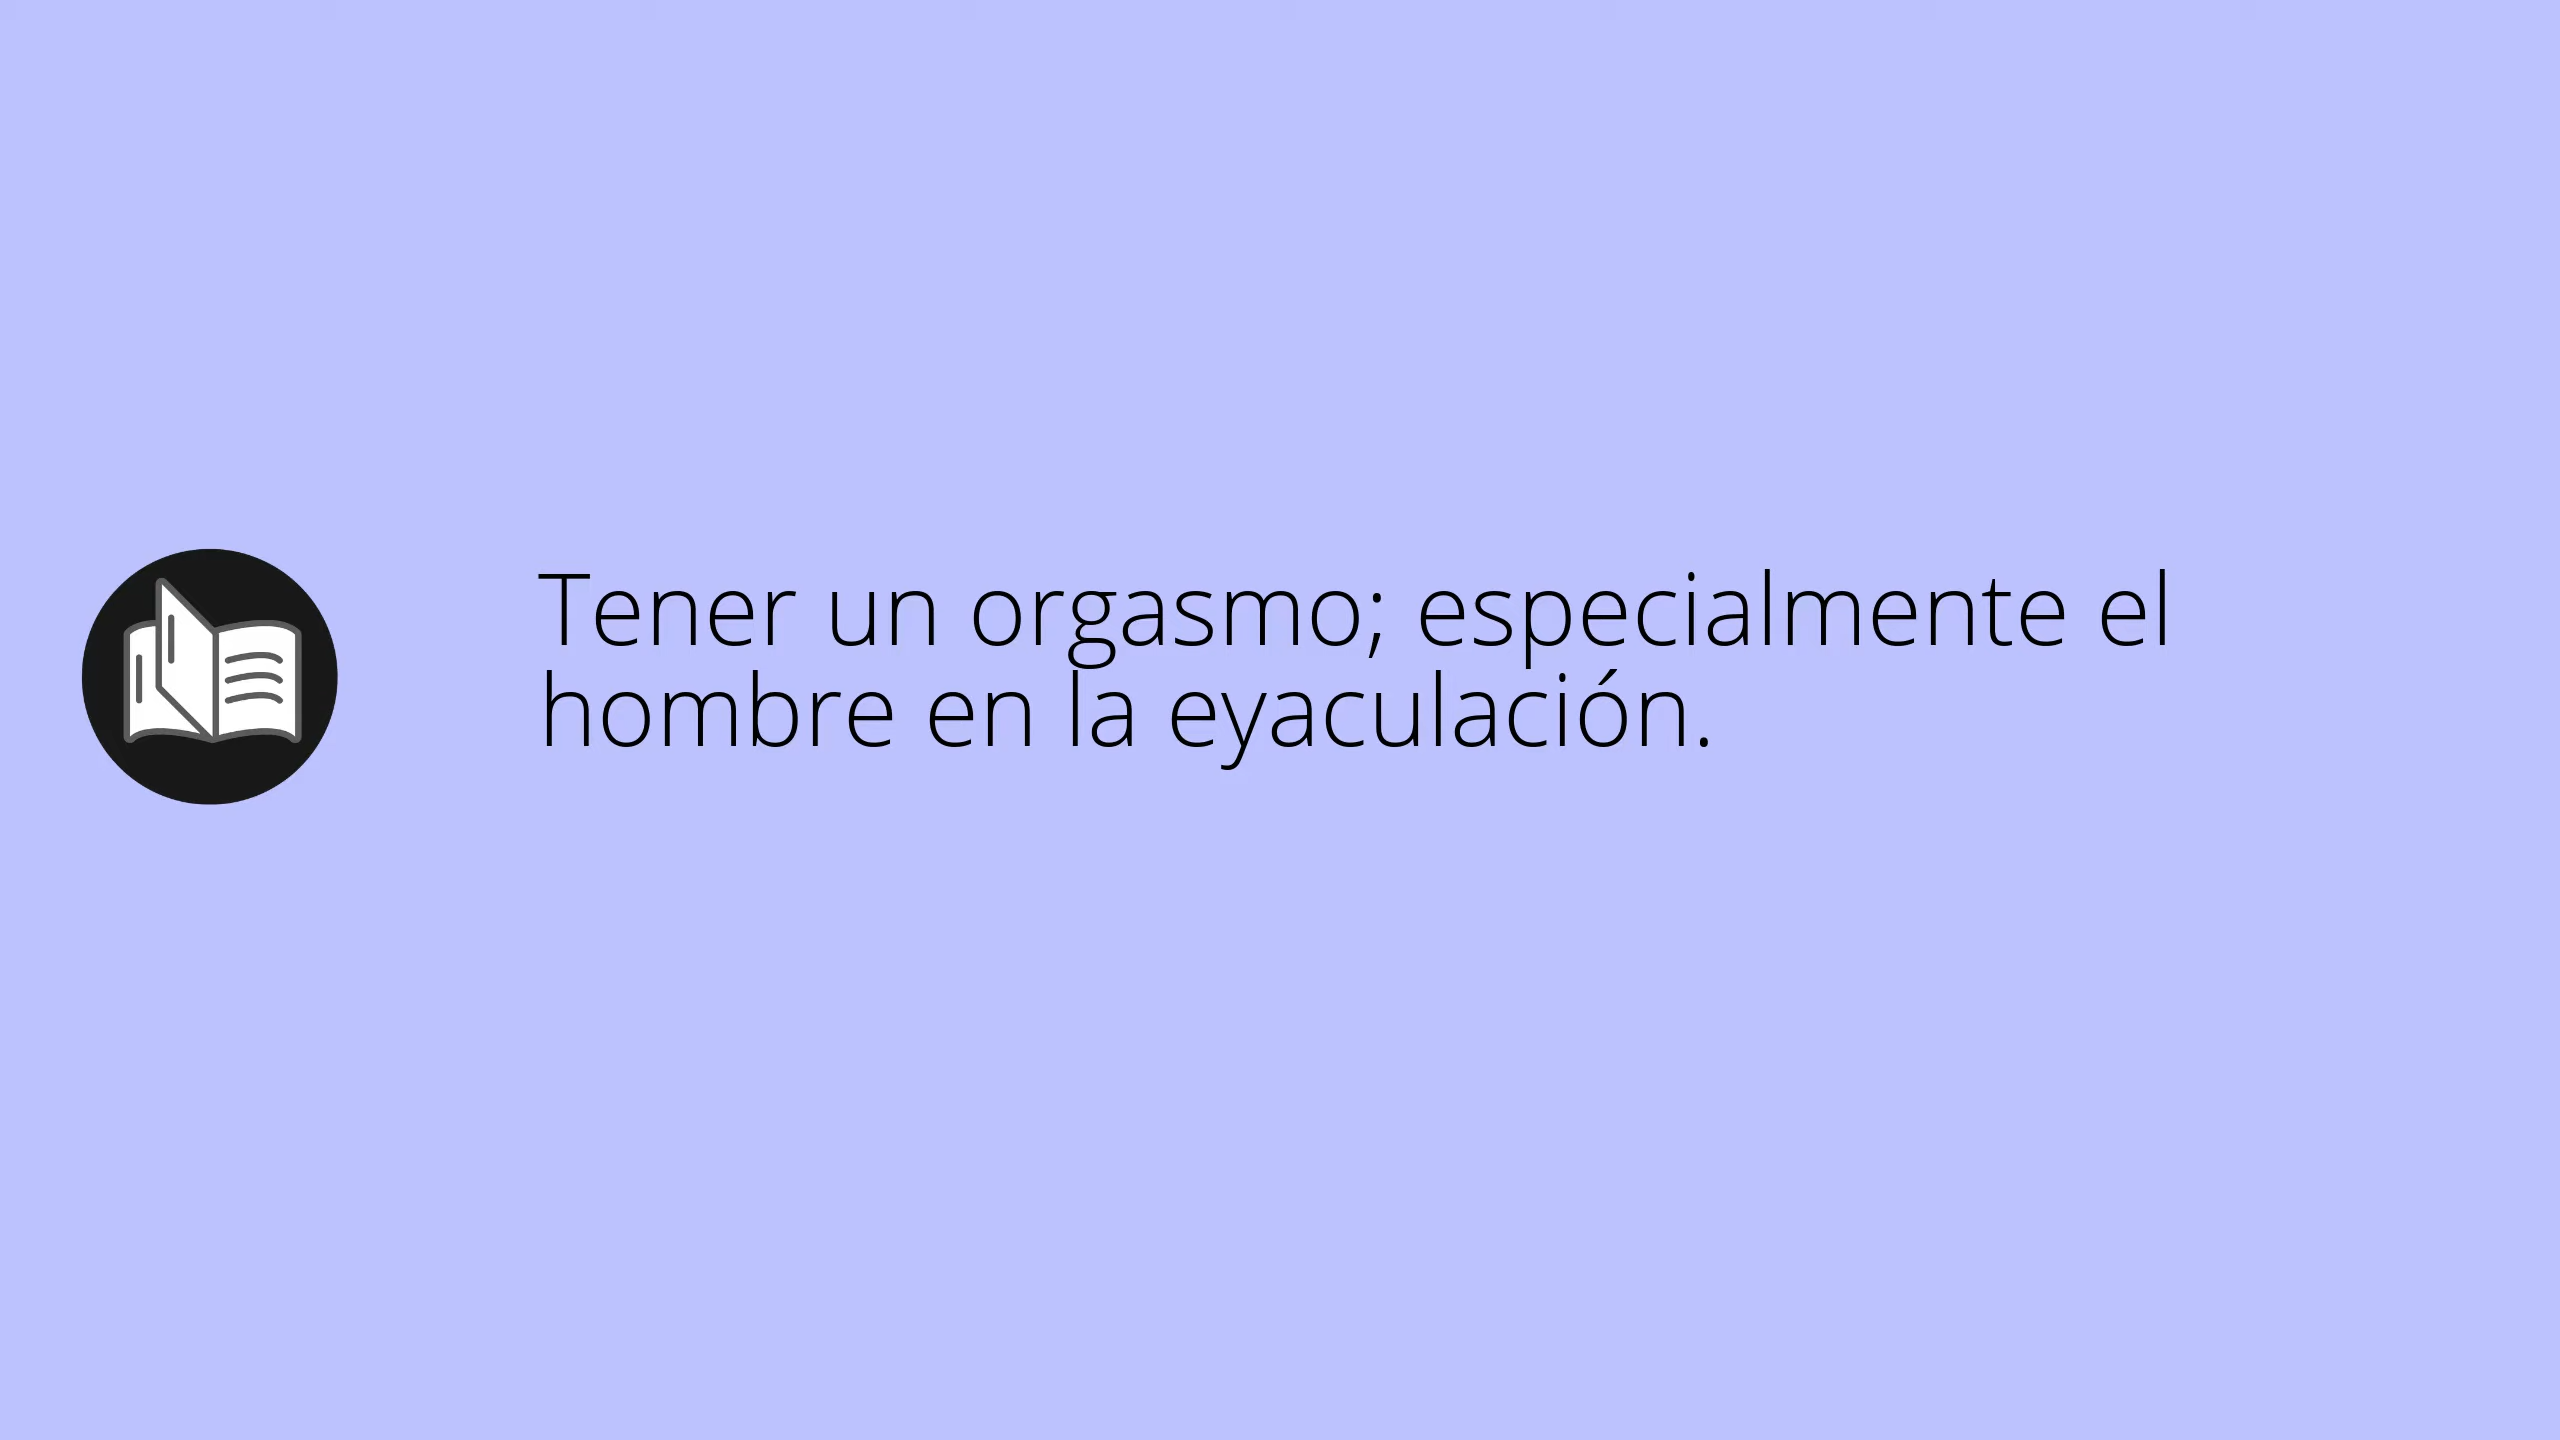 Tener un orgasmo; especialmente el
hombre en la eyaculación.